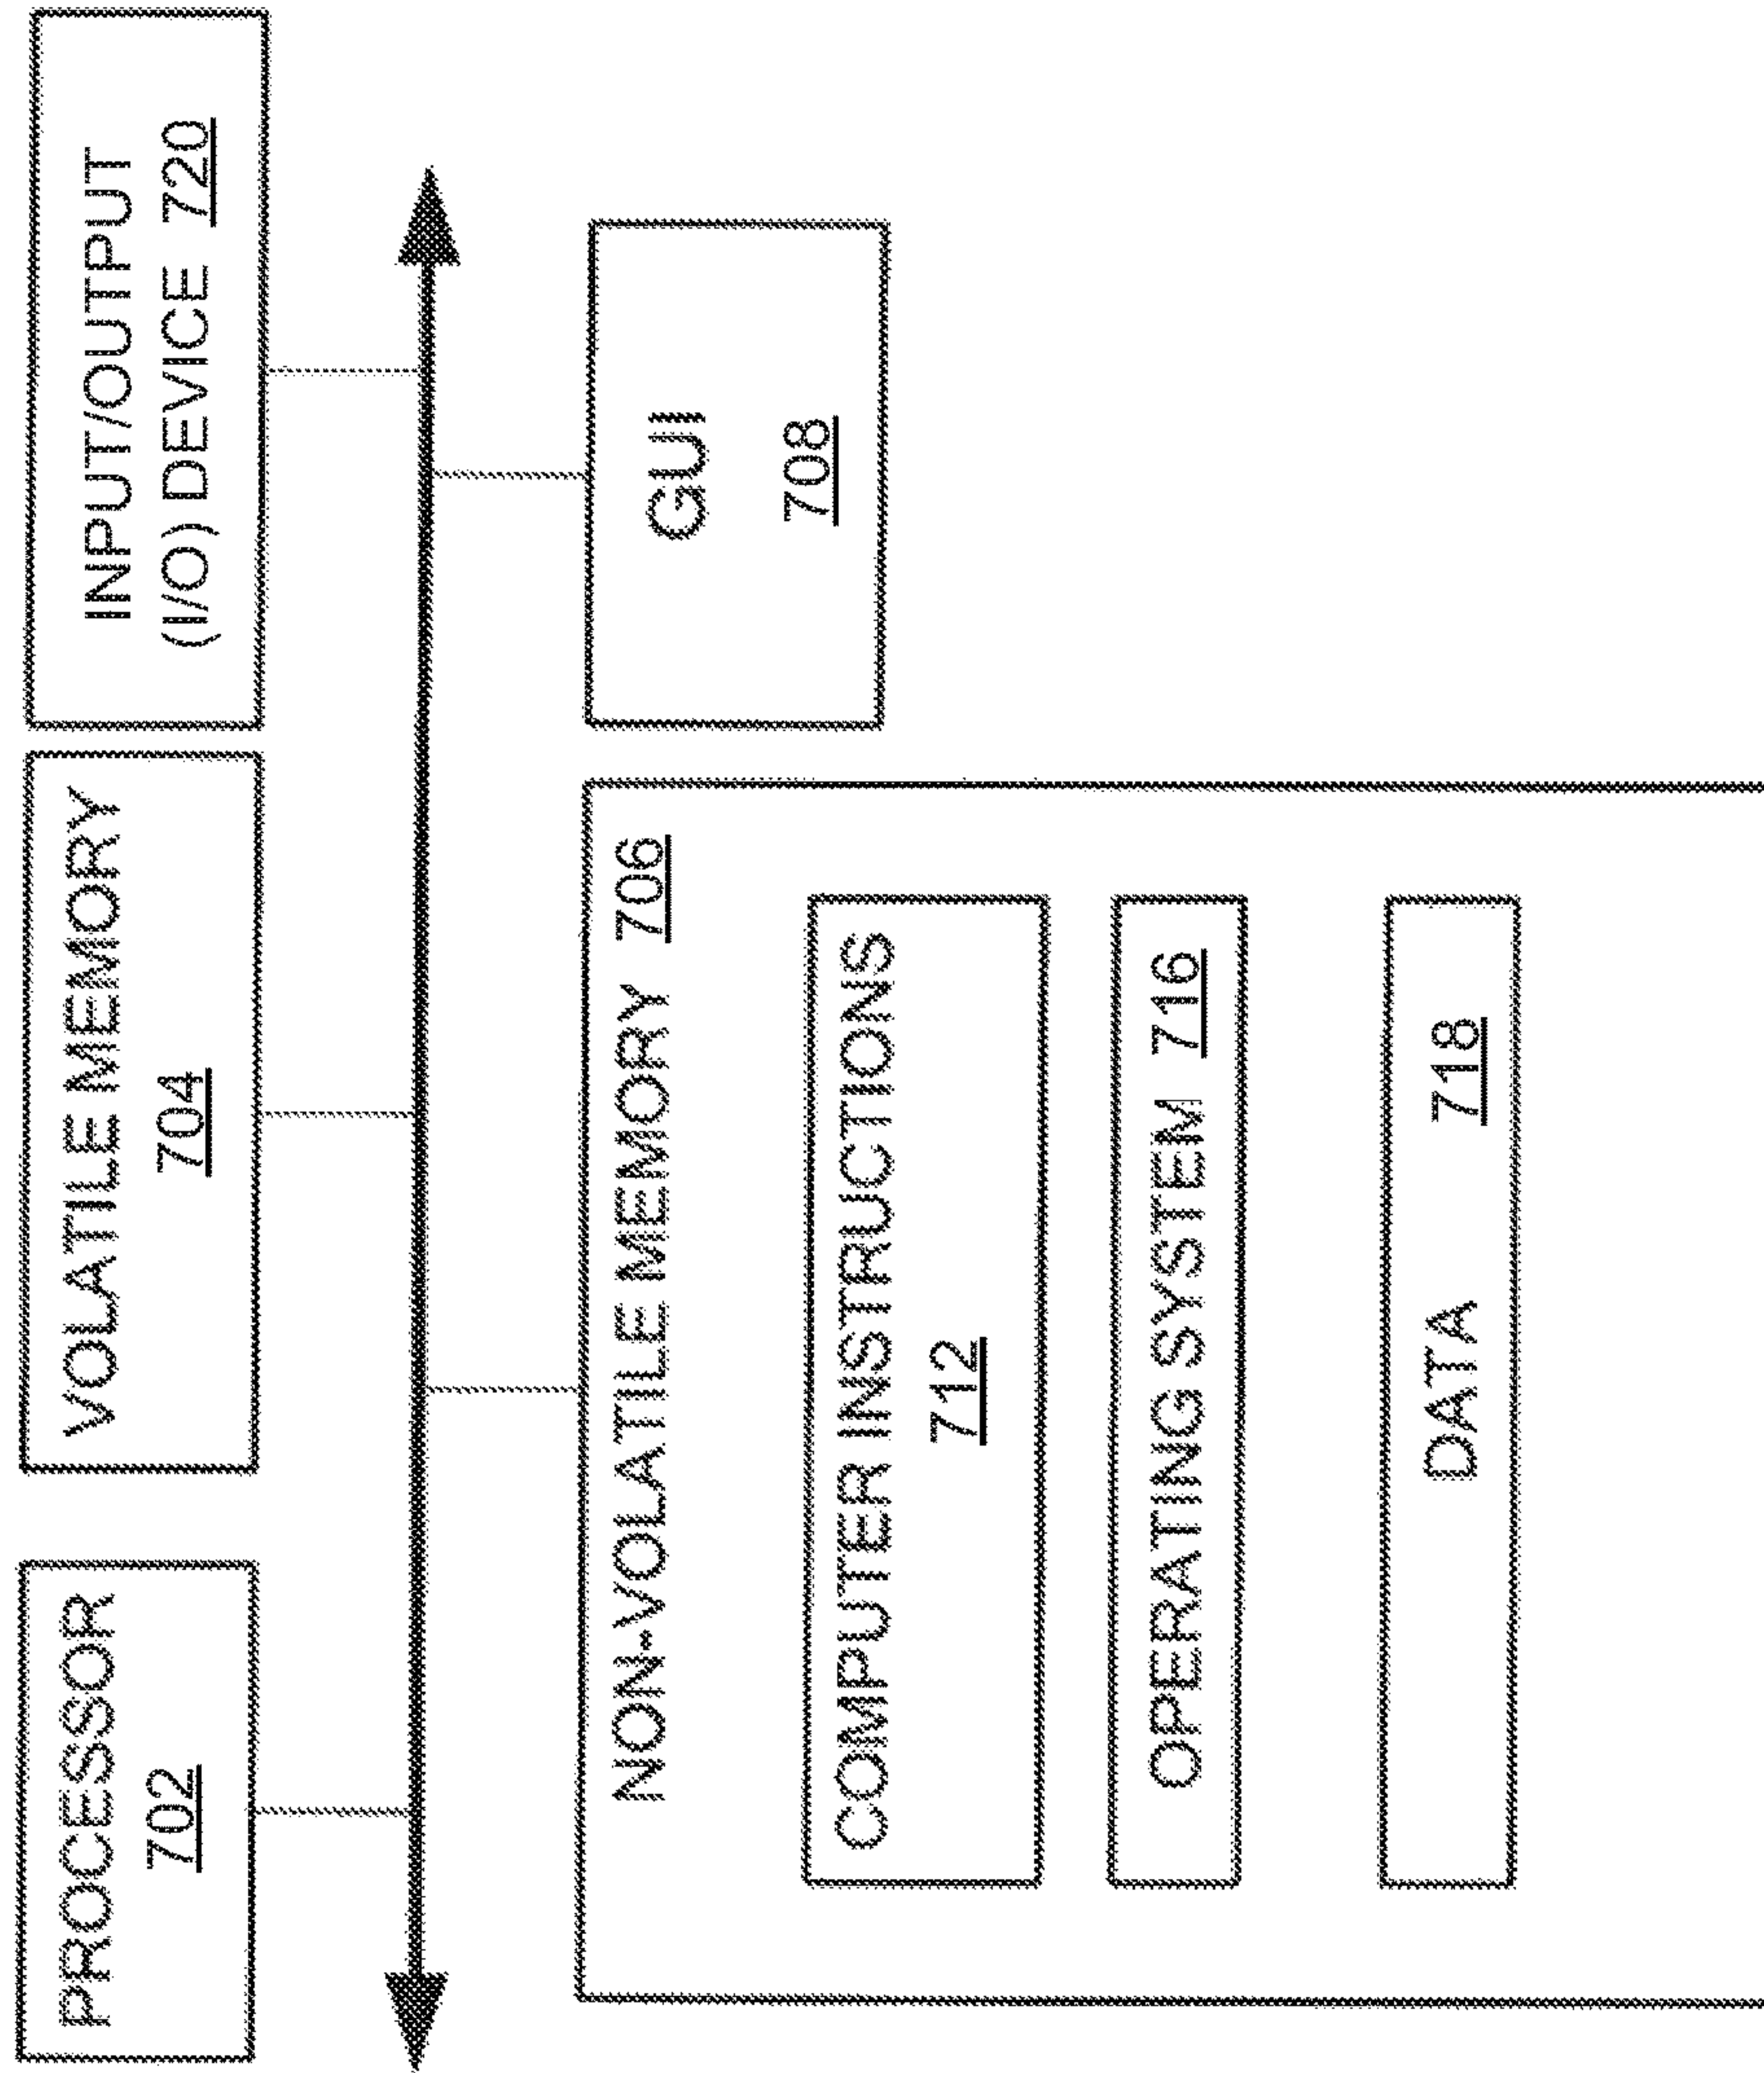 PROCESSOR
702
VOLATILE MEMORY
704
INPUT/OUTPUT
(I/O) DEVICE 720
NON-VOLATILE MEMORY 706
COMPUTER INSTRUCTIONS
712
OPERATING SYSTEM 716
DATA 718
GUI
708